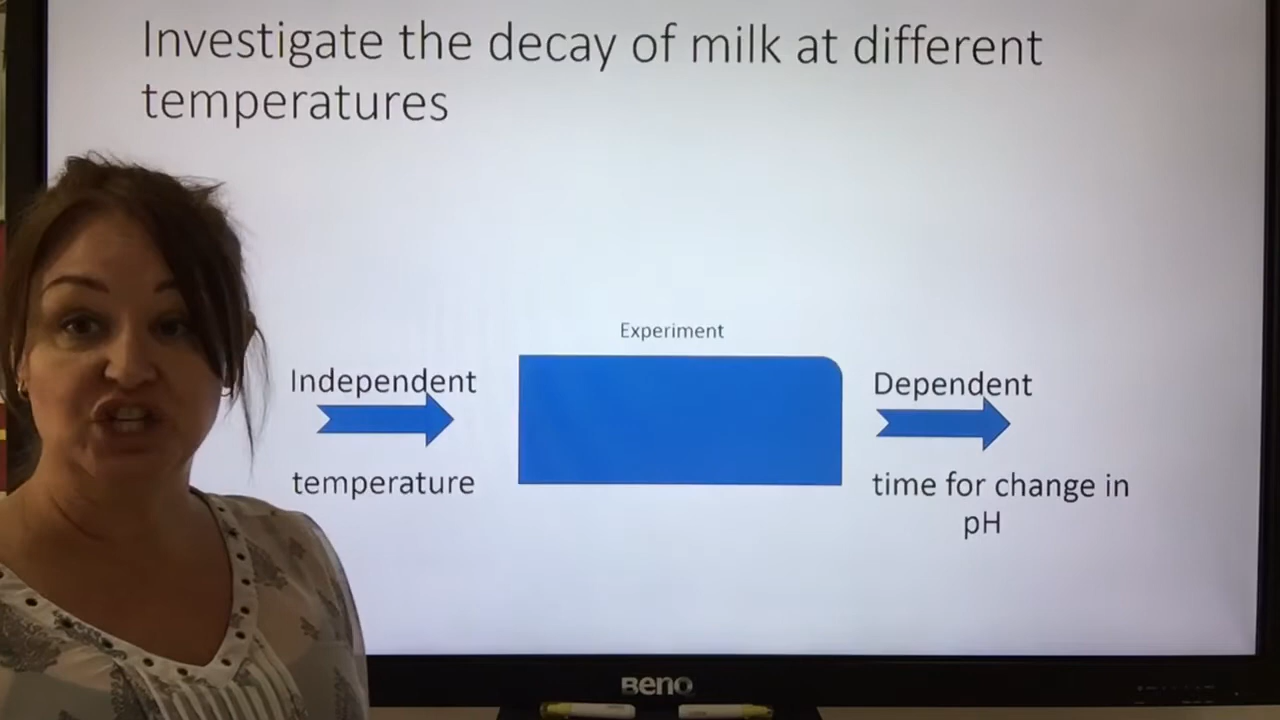 Investigate the decay of milk at different
temperatures
Experiment
Independent
Dependent
temperature
time for change in
pH
BenQ